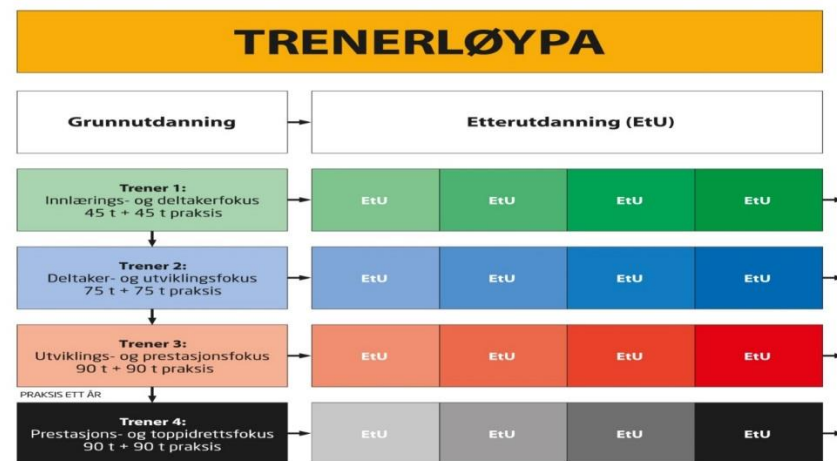 TRENERLØYPA
Grunnutdanning
Etterutdanning (EtU)
Trener 1:
Innlærings- og deltakerfokus
45 t + 45 t praksis
EtU
EtU
EtU
EtU
Trener 2:
Deltaker- og utviklingsfokus
75 t + 75 t praksis
EtU
EtU
EtU
EtU
Trener 3:
Utviklings- og prestasjonsfokus
90 t + 90 t praksis
EtU
EtU
EtU
EtU
PRAKSIS ETT ÅR
Trener 4:
Prestasjons- og toppidrettsfokus
90 t + 90 t praksis
EtU
EtU
EtU
EtU